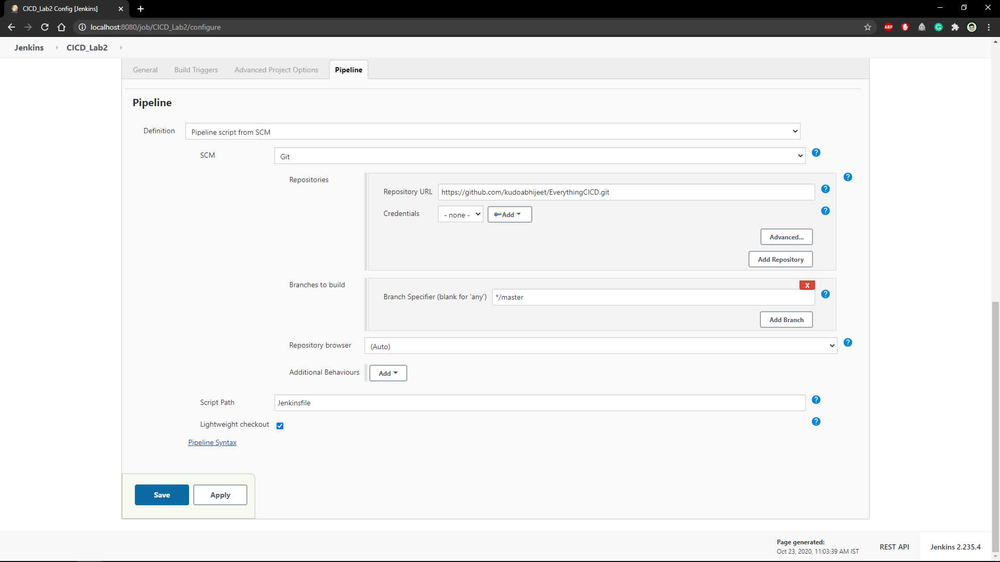 CICD_Lab2 Config [Jenkins]
localhost:8080/job/CICD_Lab2/configure
ABP
Jenkins
CICD_Lab2
General
Build Triggers
Advanced Project Options
Pipeline
Pipeline
Definition
Pipeline script from SCM
SCM
Git
Repositories
Repository URL
https://github.com/kudoabhijeet/EverythingCICD.git
Credentials
- none -
Add
Advanced...
Add Repository
Branches to build
X
Branch Specifier (blank for 'any')
*/master
Add Branch
Repository browser
(Auto)
Additional Behaviours
Add
Script Path
Jenkinsfile
Lightweight checkout
Pipeline Syntax
Save
Apply
Page generated:
Oct 23, 2020, 11:03:39 AM IST
REST API
Jenkins 2.235.4